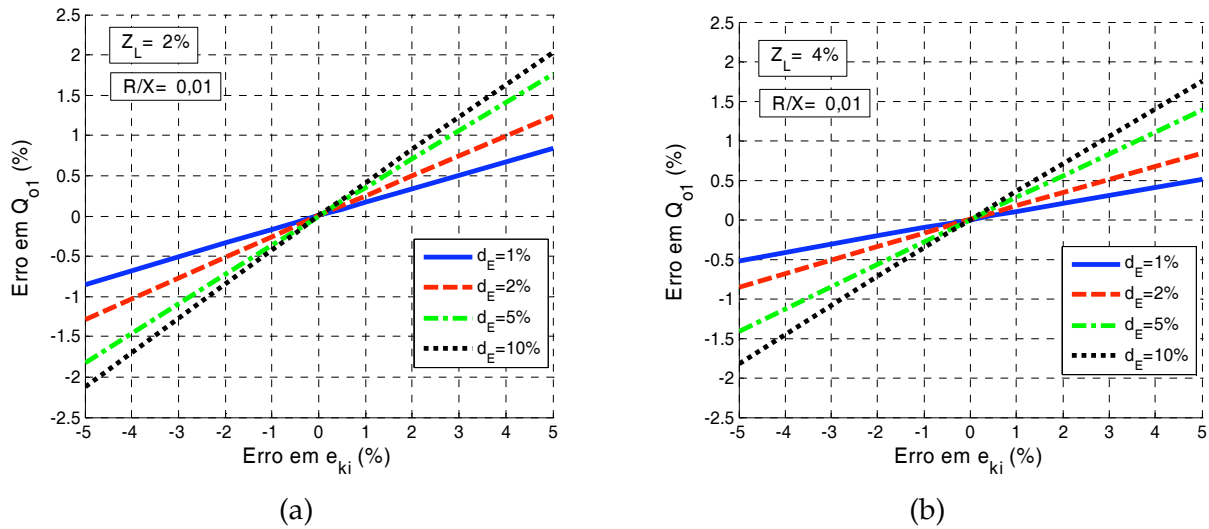 2.5
2
1.5
1
0.5
0
-0.5
-1
-1.5
-2
-2.5
Erro em Q_o1 (%)
Z_L= 2%
R/X= 0,01
d_E=1%
d_E=2%
d_E=5%
d_E=10%
-5 -4 -3 -2 -1 0 1 2 3 4 5
Erro em e_ki (%)
(a)
2.5
2
1.5
1
0.5
0
-0.5
-1
-1.5
-2
-2.5
Erro em Q_o1 (%)
Z_L= 4%
R/X= 0,01
d_E=1%
d_E=2%
d_E=5%
d_E=10%
-5 -4 -3 -2 -1 0 1 2 3 4 5
Erro em e_ki (%)
(b)